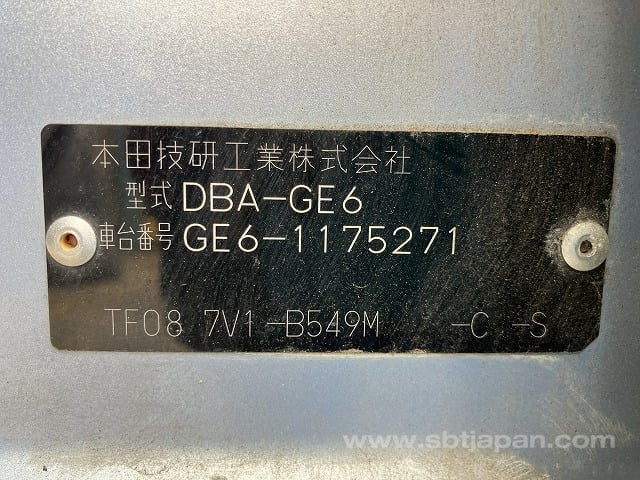 本田技研工業株式会社
型式 DBA-GE6
車台番号 GE6-1175271
TF08 7V1 -B549M -C -S
www.sbtjapan.com